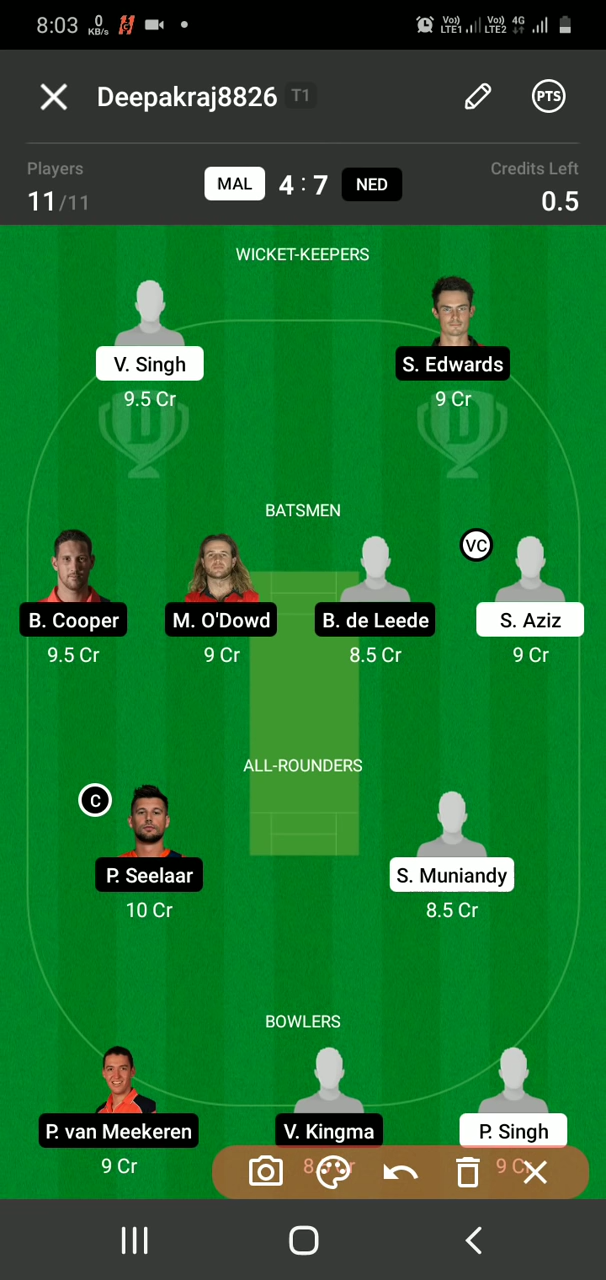 8:03 0 KB/s Vo)) LTE1 Vo)) LTE2 4G
Deepakraj8826 T1 PTS
Players Credits Left
11/11 MAL 4 : 7 NED 0.5
WICKET-KEEPERS
V. Singh S. Edwards
9.5 Cr 9 Cr
BATSMEN
VC
B. Cooper M. O'Dowd B. de Leede S. Aziz
9.5 Cr 9 Cr 8.5 Cr 9 Cr
ALL-ROUNDERS
C
P. Seelaar S. Muniandy
10 Cr 8.5 Cr
BOWLERS
P. van Meekeren V. Kingma P. Singh
9 Cr 9 Cr